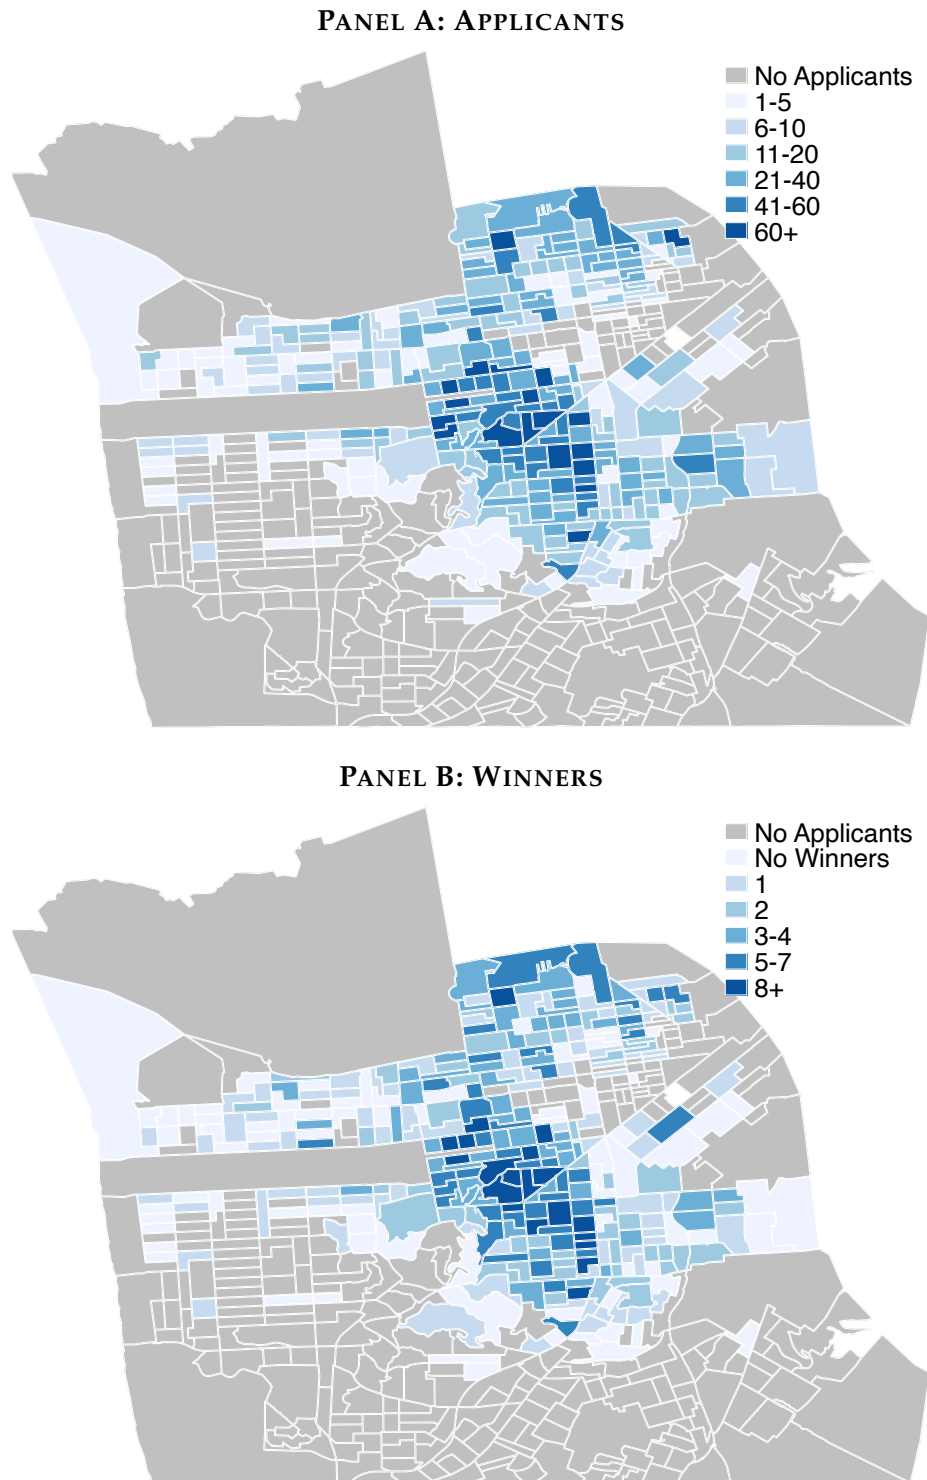 PANEL A: APPLICANTS
No Applicants
1-5
6-10
11-20
21-40
41-60
60+
PANEL B: WINNERS
No Applicants
No Winners
1
2
3-4
5-7
8+